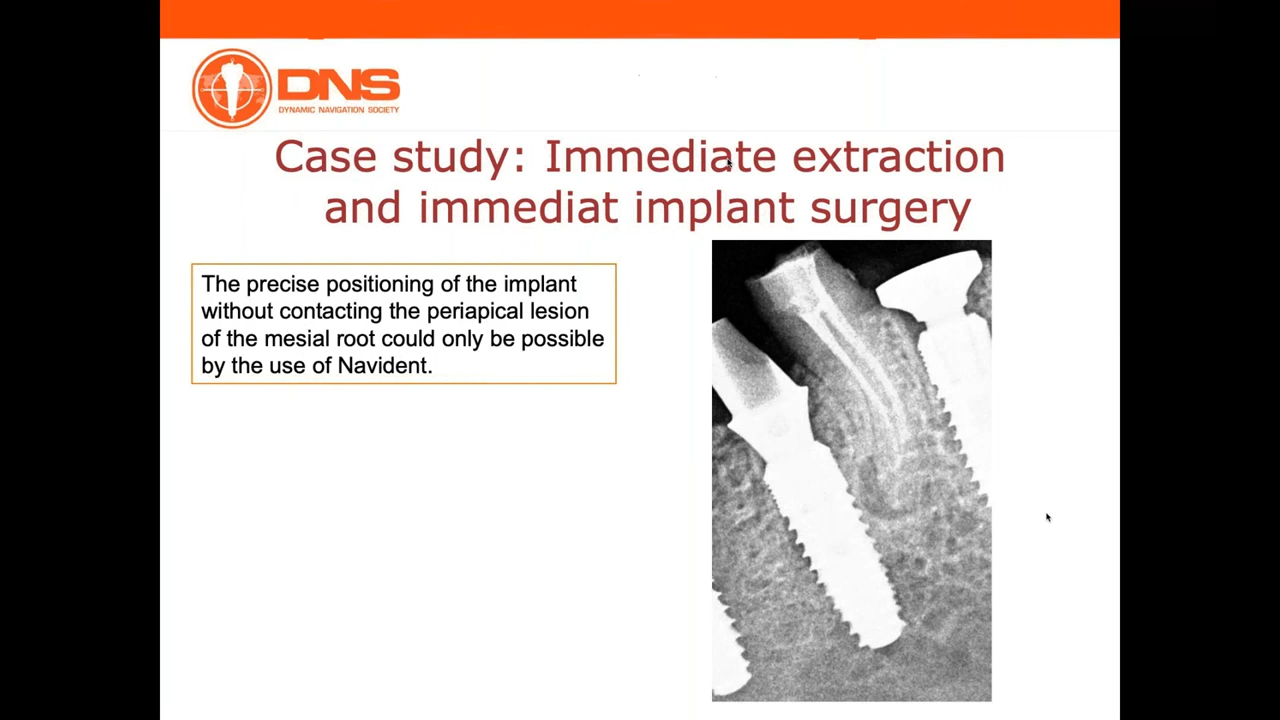 DNS
DYNAMIC NAVIGATION SOCIETY
Case study: Immediate extraction
and immediat implant surgery
The precise positioning of the implant
without contacting the periapical lesion
of the mesial root could only be possible
by the use of Navident.